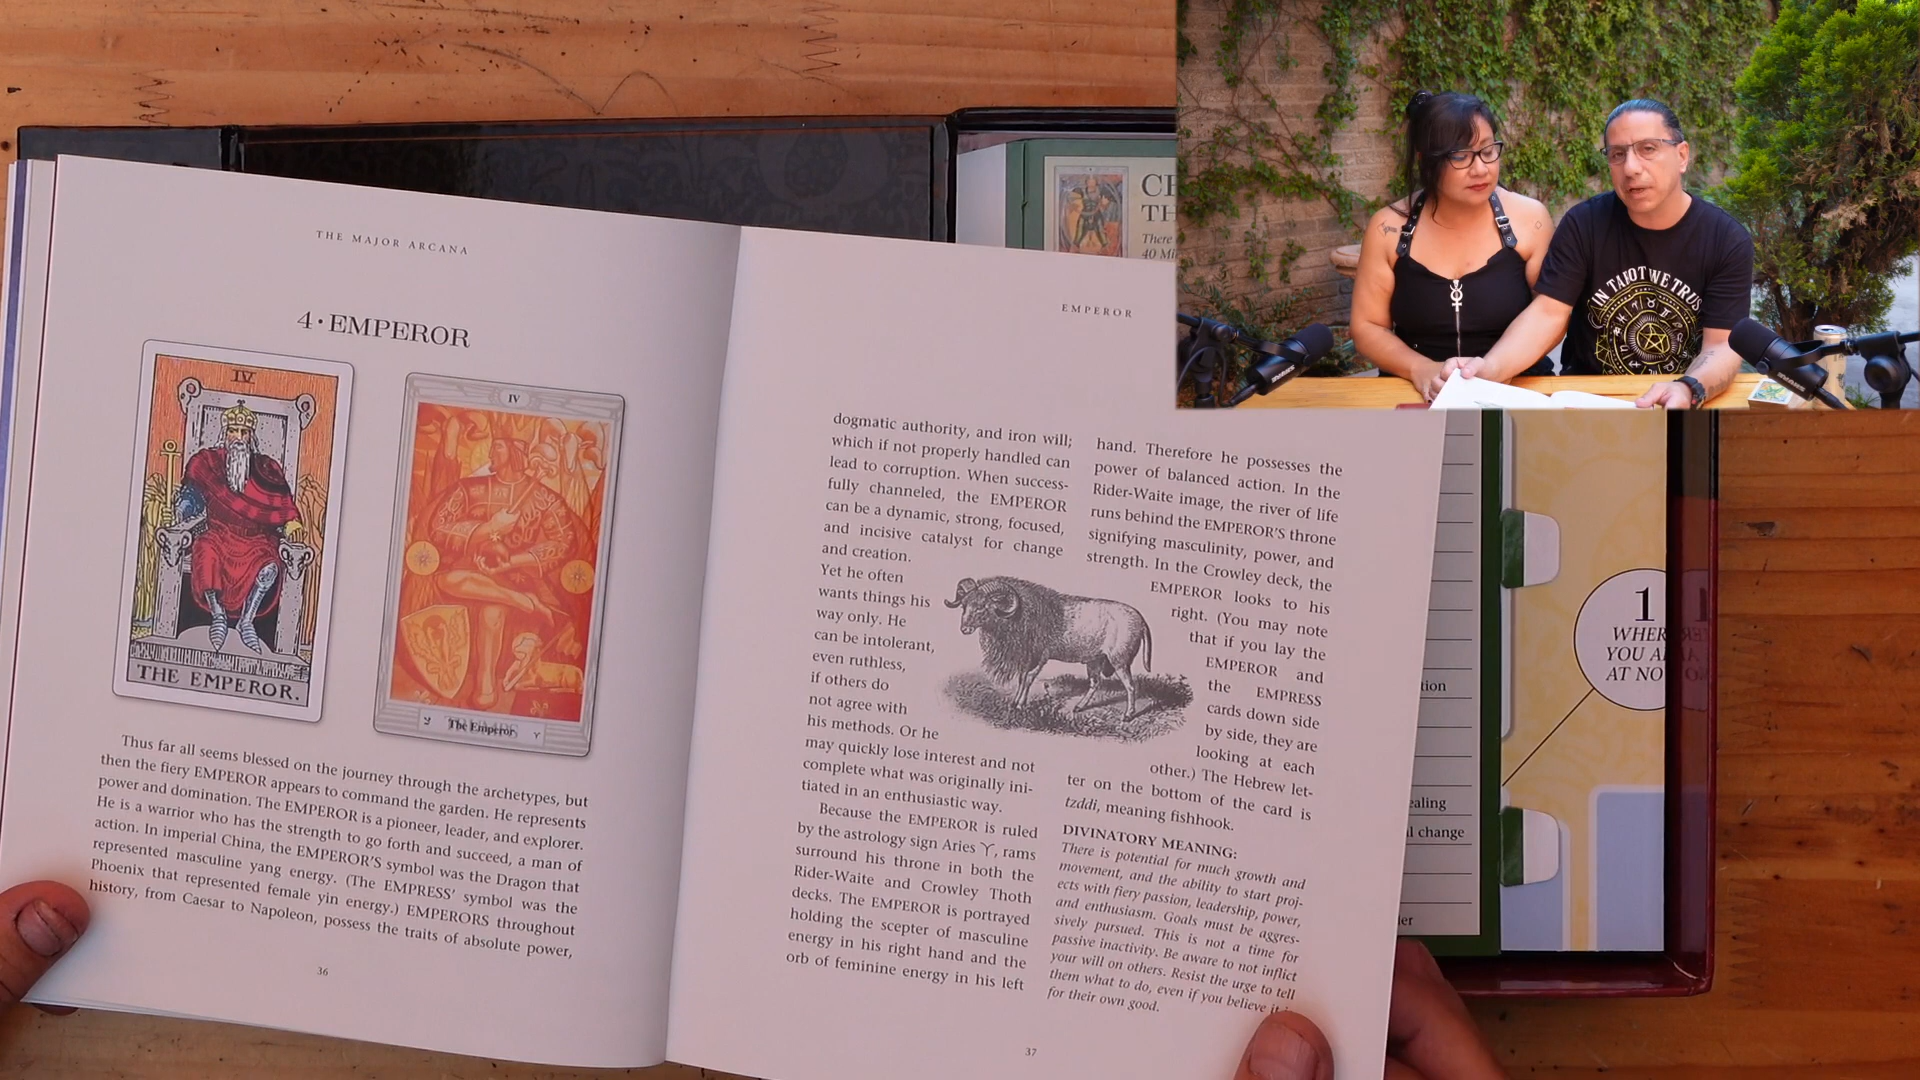 THE MAJOR ARCANA
4 · EMPEROR
IV
THE EMPEROR.
IV
The Emperor
Thus far all seems blessed on the journey through the archetypes, but
then the fiery EMPEROR appears to command the garden. He represents
power and domination. The EMPEROR is a pioneer, leader, and explorer.
He is a warrior who has the strength to go forth and succeed, a man of
action. In imperial China, the EMPEROR'S symbol was the Dragon that
represented masculine yang energy. (The EMPRESS' symbol was the
Phoenix that represented female yin energy.) EMPERORS throughout
history, from Caesar to Napoleon, possess the traits of absolute power,
36
EMPEROR
dogmatic authority, and iron will;
which if not properly handled can
lead to corruption. When success-
fully channeled, the EMPEROR
can be a dynamic, strong, focused,
and incisive catalyst for change
and creation.
Yet he often
wants things his
way only. He
can be intolerant,
even ruthless,
if others do
not agree with
his methods. Or he
may quickly lose interest and not
complete what was originally ini-
tiated in an enthusiastic way.
Because the EMPEROR is ruled
by the astrology sign Aries ♈, rams
surround his throne in both the
Rider-Waite and Crowley Thoth
decks. The EMPEROR is portrayed
holding the scepter of masculine
energy in his right hand and the
orb of feminine energy in his left
hand. Therefore he possesses the
power of balanced action. In the
Rider-Waite image, the river of life
runs behind the EMPEROR'S throne
signifying masculinity, power, and
strength. In the Crowley deck, the
EMPEROR looks to his
right. (You may note
that if you lay the
EMPEROR and
the EMPRESS
cards down side
by side, they are
looking at each
other.) The Hebrew let-
ter on the bottom of the card is
tzddi, meaning fishhook.
DIVINATORY MEANING:
There is potential for much growth and
movement, and the ability to start proj-
ects with fiery passion, leadership, power,
and enthusiasm. Goals must be aggres-
sively pursued. This is not a time for
passive inactivity. Be aware to not inflict
your will on others. Resist the urge to tell
them what to do, even if you believe it
for their own good.
37
There
40
tion
ealing
change
1
YOU
AT NO
IN TAROT WE TRUS